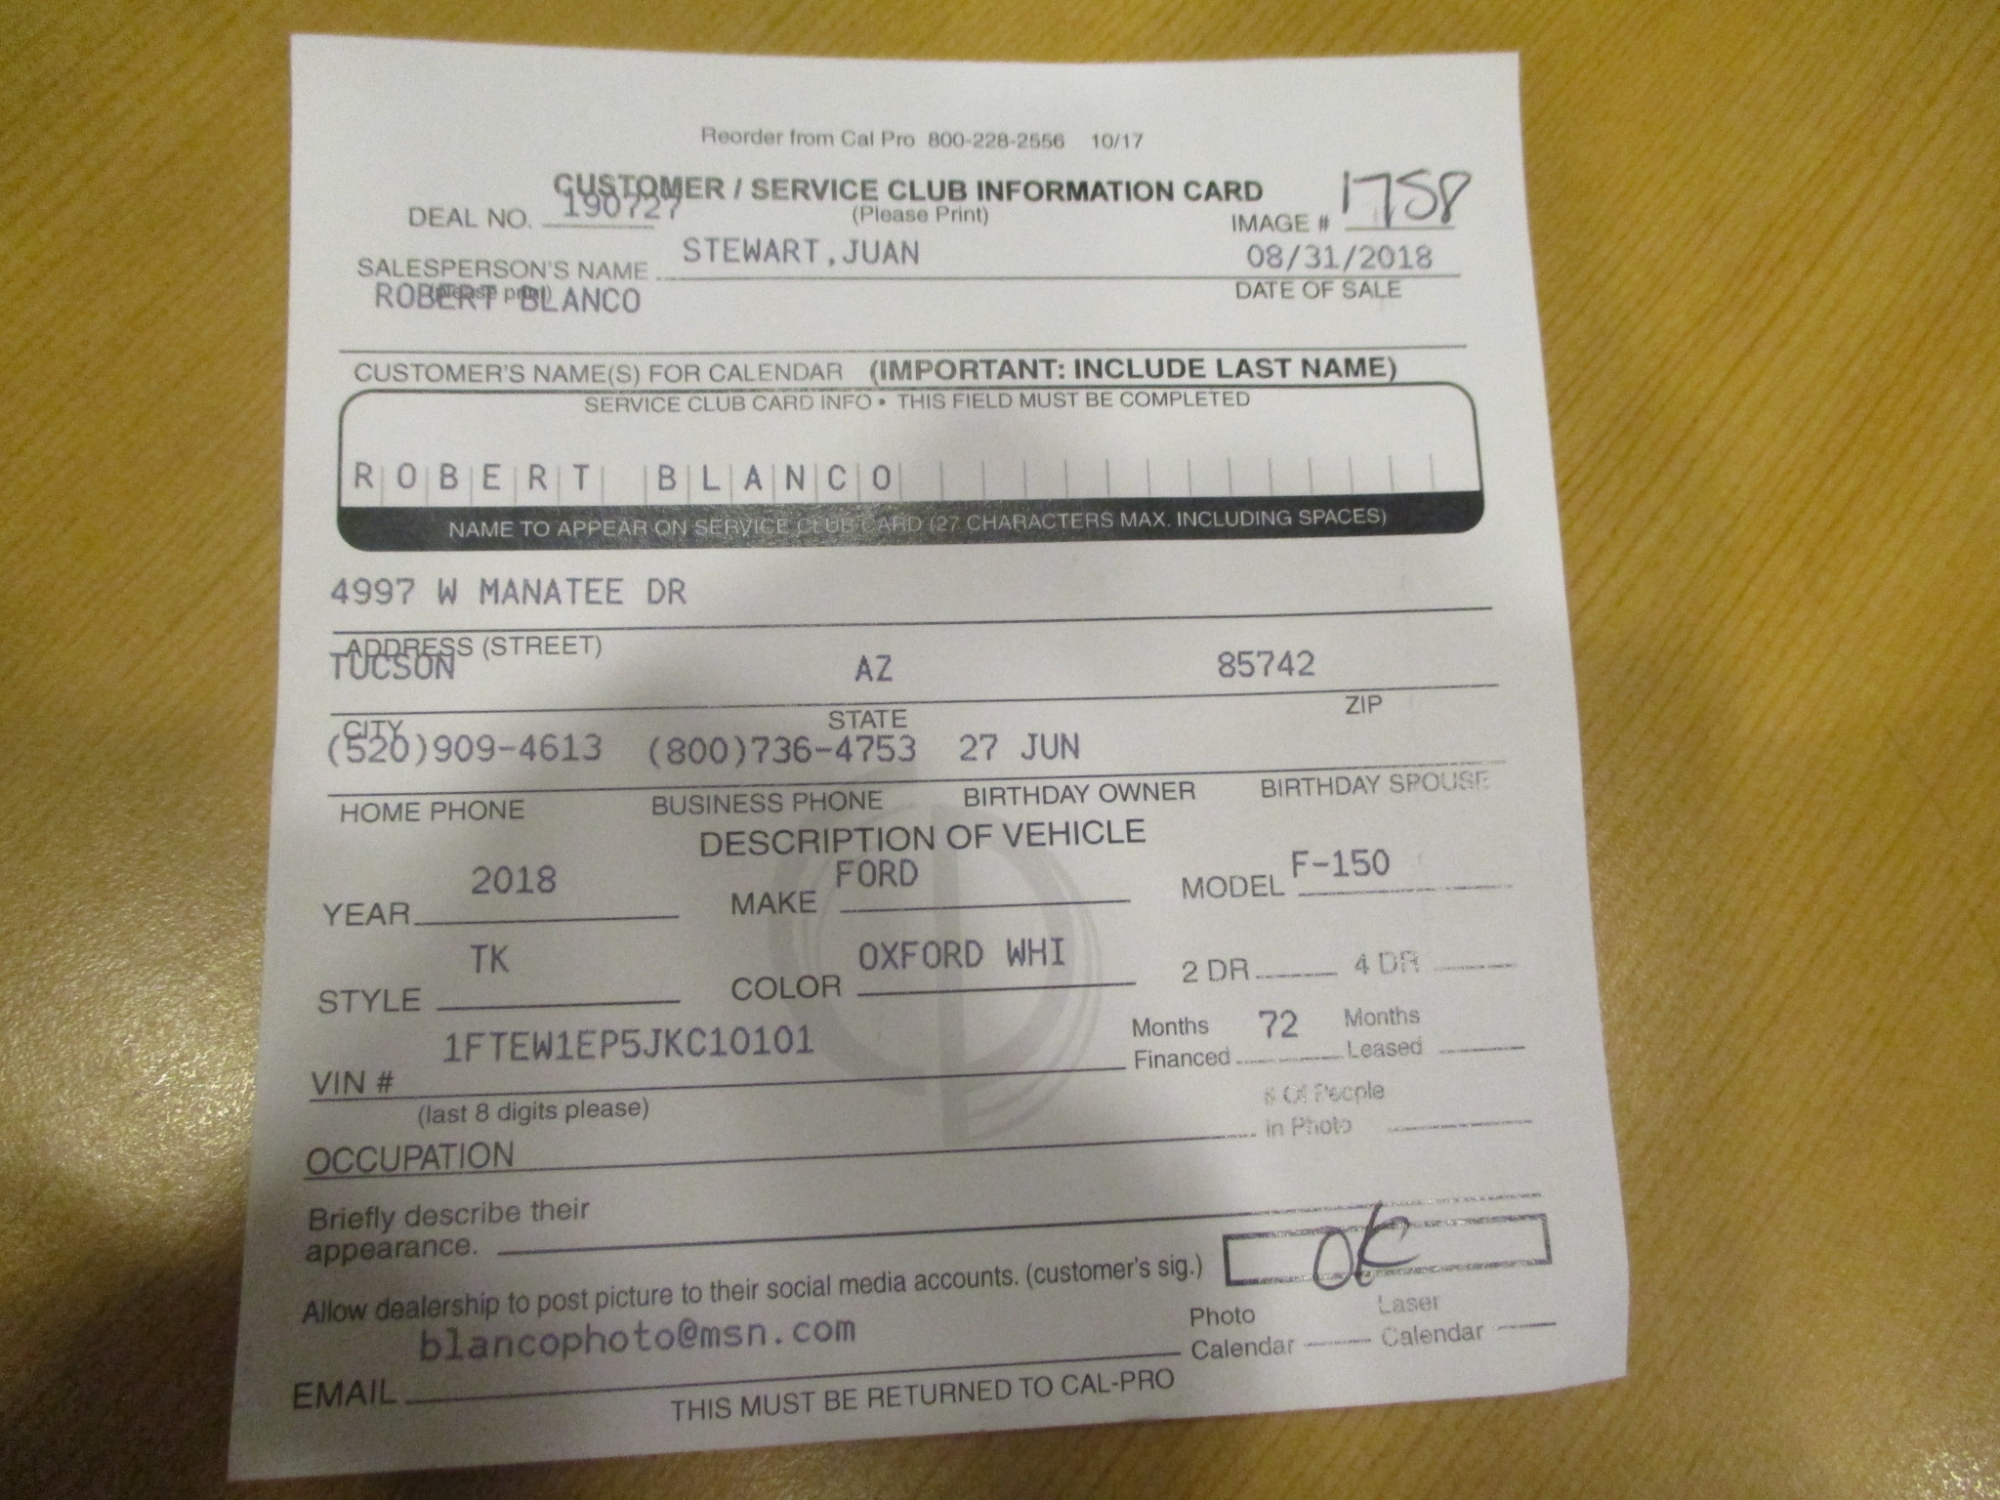 Reorder from Cal Pro 800-228-2556 10/17
CUSTOMER / SERVICE CLUB INFORMATION CARD
DEAL NO. 190727 (Please Print) IMAGE # 1758
SALESPERSON'S NAME STEWART,JUAN 08/31/2018
(please print) DATE OF SALE
ROBERT BLANCO
CUSTOMER'S NAME(S) FOR CALENDAR (IMPORTANT: INCLUDE LAST NAME)
SERVICE CLUB CARD INFO • THIS FIELD MUST BE COMPLETED
ROBERT BLANCO
NAME TO APPEAR ON SERVICE CLUB CARD (27 CHARACTERS MAX. INCLUDING SPACES)
4997 W MANATEE DR
ADDRESS (STREET)
TUCSON AZ 85742
CITY STATE ZIP
(520)909-4613 (800)736-4753 27 JUN
HOME PHONE BUSINESS PHONE BIRTHDAY OWNER BIRTHDAY SPOUSE
DESCRIPTION OF VEHICLE
YEAR 2018 MAKE FORD MODEL F-150
STYLE TK COLOR OXFORD WHI 2 DR 4 DR
VIN # 1FTEW1EP5JKC10101 Months Financed 72 Months Leased
(last 8 digits please) # Of People
OCCUPATION in Photo
Briefly describe their
appearance.
Allow dealership to post picture to their social media accounts. (customer's sig.) OK
blancophoto@msn.com Photo Calendar Laser Calendar
EMAIL
THIS MUST BE RETURNED TO CAL-PRO